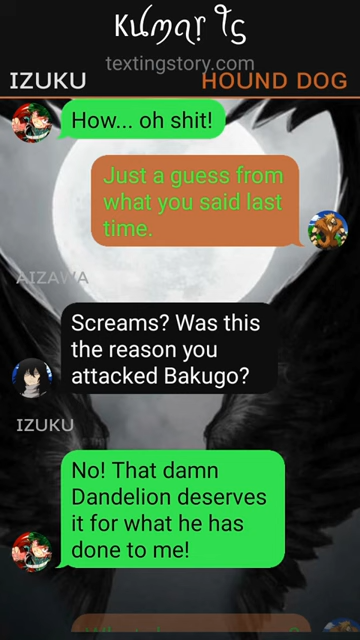 textingstory.com
IZUKU
HOUND DOG
How... oh shit!
Just a guess from
what you said last
time.
AIZAWA
Screams? Was this
the reason you
attacked Bakugo?
IZUKU
No! That damn
Dandelion deserves
it for what he has
done to me!